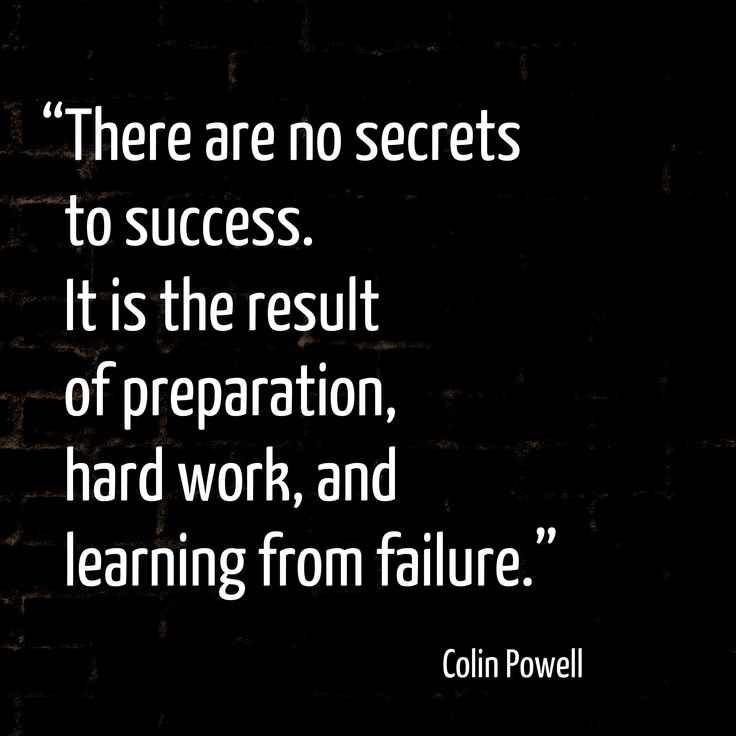 “There are no secrets
to success.
It is the result
of preparation,
hard work, and
learning from failure.”
Colin Powell